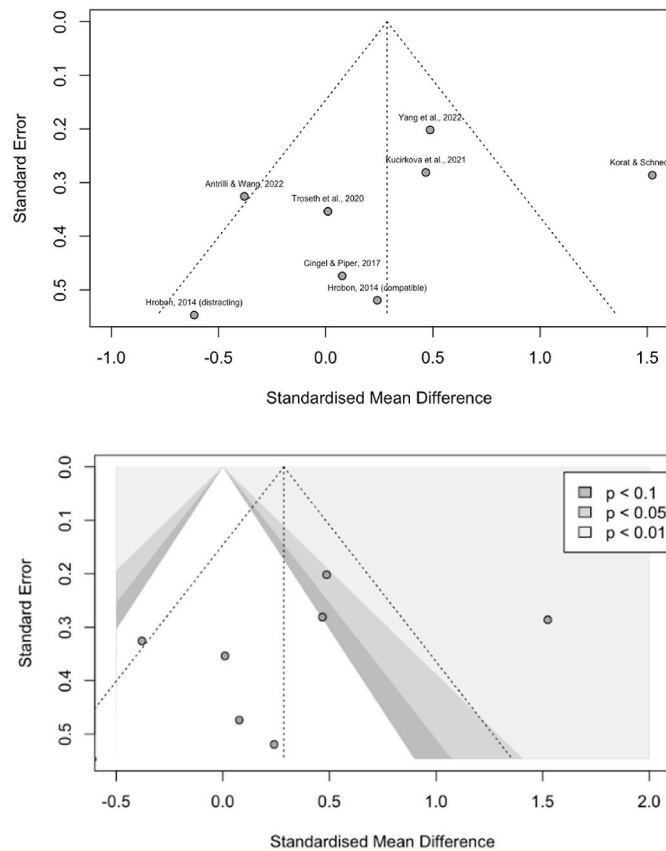 0.0
0.1
0.2
0.3
0.4
0.5
Standard Error
Yang et al., 2022
Kucirkova et al., 2021
Korat & Schnec
Antrilli & Wang, 2022
Troseth et al., 2020
Cingel & Piper, 2017
Hrobon, 2014 (compatible)
Hrobon, 2014 (distracting)
-1.0 -0.5 0.0 0.5 1.0 1.5
Standardised Mean Difference
0.0
0.1
0.2
0.3
0.4
0.5
Standard Error
p < 0.1
p < 0.05
p < 0.01
-0.5 0.0 0.5 1.0 1.5 2.0
Standardised Mean Difference